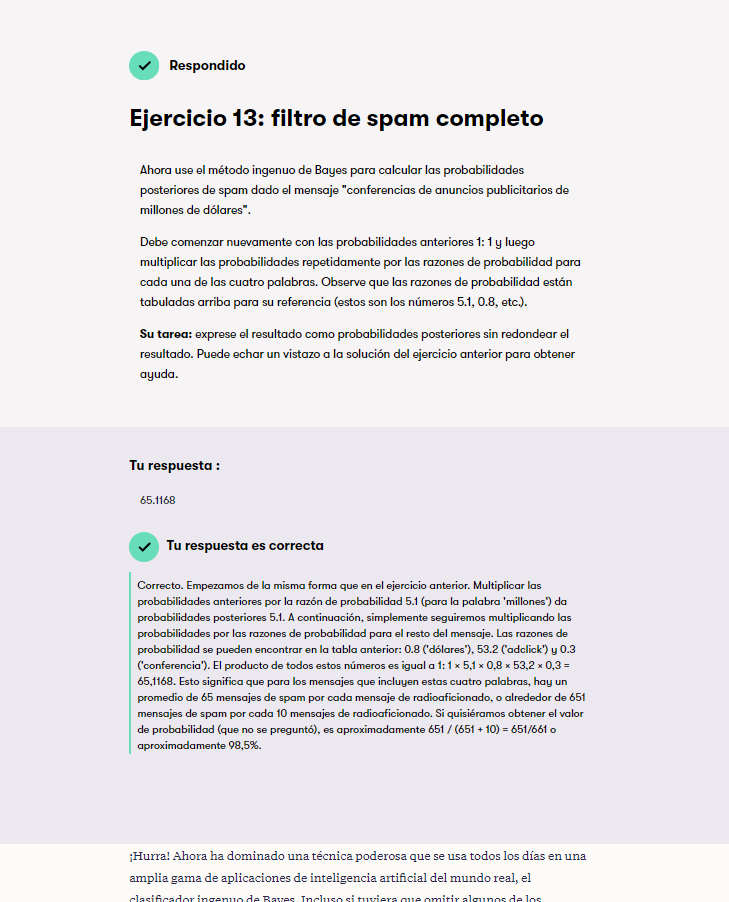 Respondido
Ejercicio 13: filtro de spam completo
Ahora use el método ingenuo de Bayes para calcular las probabilidades
posteriores de spam dado el mensaje "conferencias de anuncios publicitarios de
millones de dólares".
Debe comenzar nuevamente con las probabilidades anteriores 1: 1 y luego
multiplicar las probabilidades repetidamente por las razones de probabilidad para
cada una de las cuatro palabras. Observe que las razones de probabilidad están
tabuladas arriba para su referencia (estos son los números 5.1, 0.8, etc.).
Su tarea: exprese el resultado como probabilidades posteriores sin redondear el
resultado. Puede echar un vistazo a la solución del ejercicio anterior para obtener
ayuda.
Tu respuesta :
65.1168
Tu respuesta es correcta
Correcto. Empezamos de la misma forma que en el ejercicio anterior. Multiplicar las
probabilidades anteriores por la razón de probabilidad 5.1 (para la palabra 'millones') da
probabilidades posteriores 5.1. A continuación, simplemente seguiremos multiplicando las
probabilidades por las razones de probabilidad para el resto del mensaje. Las razones de
probabilidad se pueden encontrar en la tabla anterior: 0.8 ('dólares'), 53.2 ('adclick') y 0.3
('conferencia'). El producto de todos estos números es igual a 1: 1 × 5,1 × 0,8 × 53,2 × 0,3 =
65,1168. Esto significa que para los mensajes que incluyen estas cuatro palabras, hay un
promedio de 65 mensajes de spam por cada mensaje de radioaficionado, o alrededor de 651
mensajes de spam por cada 10 mensajes de radioaficionado. Si quisiéramos obtener el valor
de probabilidad (que no se preguntó), es aproximadamente 651 / (651 + 10) = 651/661 o
aproximadamente 98,5%.
¡Hurra! Ahora ha dominado una técnica poderosa que se usa todos los días en una
amplia gama de aplicaciones de inteligencia artificial del mundo real, el
clasificador ingenuo de Bayes. Incluso si tuviera que omitir algunos de los